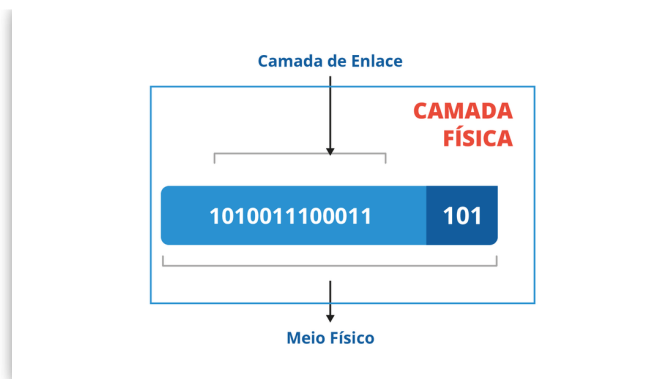 Camada de Enlace
CAMADA
FÍSICA
1010011100011 101
Meio Físico